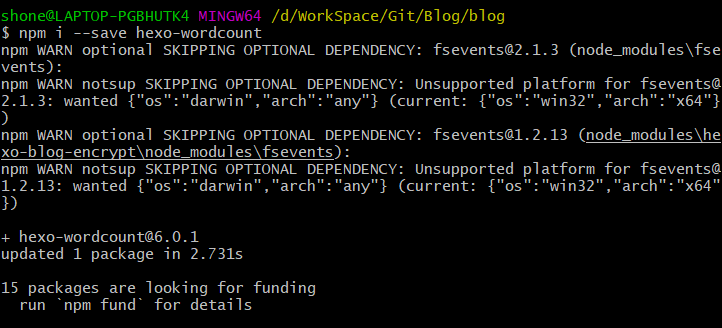 shone@LAPTOP-PGBHUTK4 MINGW64 /d/WorkSpace/Git/Blog/blog
$ npm i --save hexo-wordcount
npm WARN optional SKIPPING OPTIONAL DEPENDENCY: fsevents@2.1.3 (node_modules\fse
vents):
npm WARN notsup SKIPPING OPTIONAL DEPENDENCY: Unsupported platform for fsevents@
2.1.3: wanted {"os":"darwin","arch":"any"} (current: {"os":"win32","arch":"x64"}
)
npm WARN optional SKIPPING OPTIONAL DEPENDENCY: fsevents@1.2.13 (node_modules\he
xo-blog-encrypt\node_modules\fsevents):
npm WARN notsup SKIPPING OPTIONAL DEPENDENCY: Unsupported platform for fsevents@
1.2.13: wanted {"os":"darwin","arch":"any"} (current: {"os":"win32","arch":"x64"
})
+ hexo-wordcount@6.0.1
updated 1 package in 2.731s
15 packages are looking for funding
  run `npm fund` for details